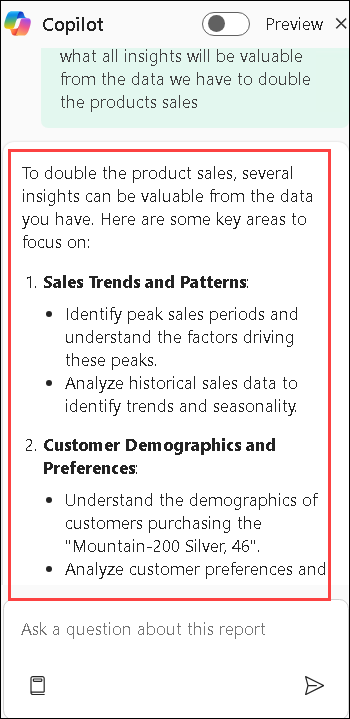 Copilot Preview
what all insights will be valuable
from the data we have to double
the products sales
To double the product sales, several
insights can be valuable from the data
you have. Here are some key areas to
focus on:
1. Sales Trends and Patterns:
• Identify peak sales periods and
understand the factors driving
these peaks.
• Analyze historical sales data to
identify trends and seasonality.
2. Customer Demographics and
Preferences:
• Understand the demographics of
customers purchasing the
"Mountain-200 Silver, 46".
• Analyze customer preferences and
Ask a question about this report